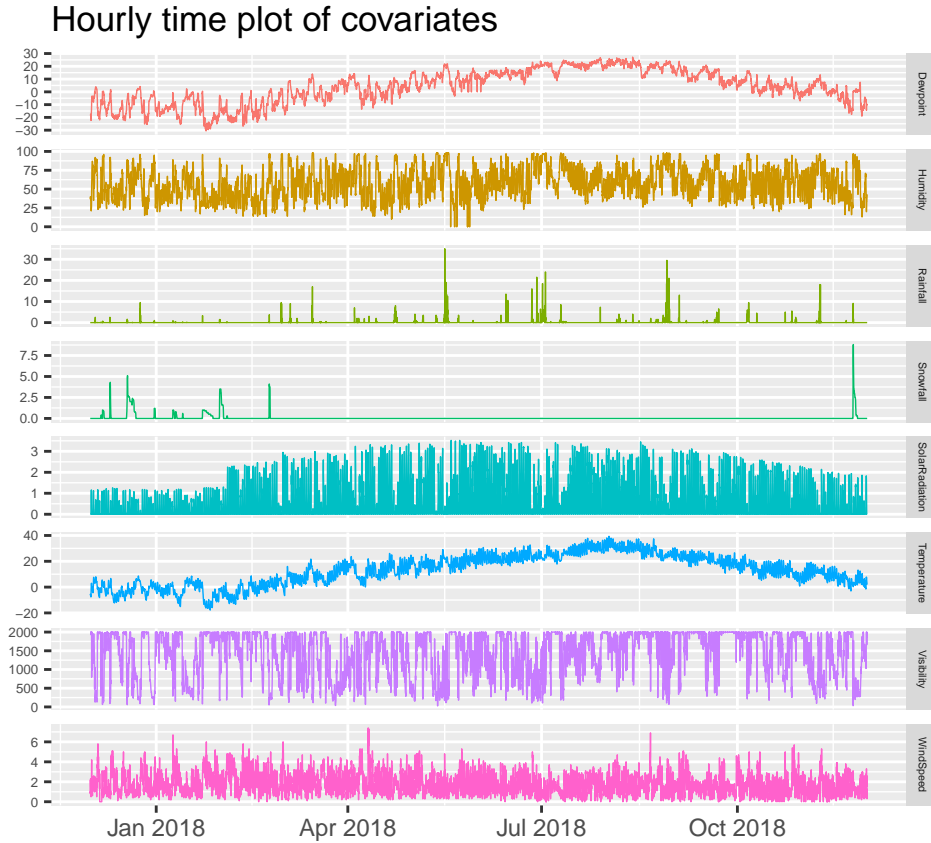 Hourly time plot of covariates
30
20
10
0
−10
−20
−30
Dewpoint
100
75
50
25
0
Humidity
30
20
10
0
Rainfall
7.5
5.0
2.5
0.0
Snowfall
3
2
1
0
SolarRadiation
40
20
0
−20
Temperature
2000
1500
1000
500
0
Visibility
6
4
2
0
WindSpeed
Jan 2018
Apr 2018
Jul 2018
Oct 2018